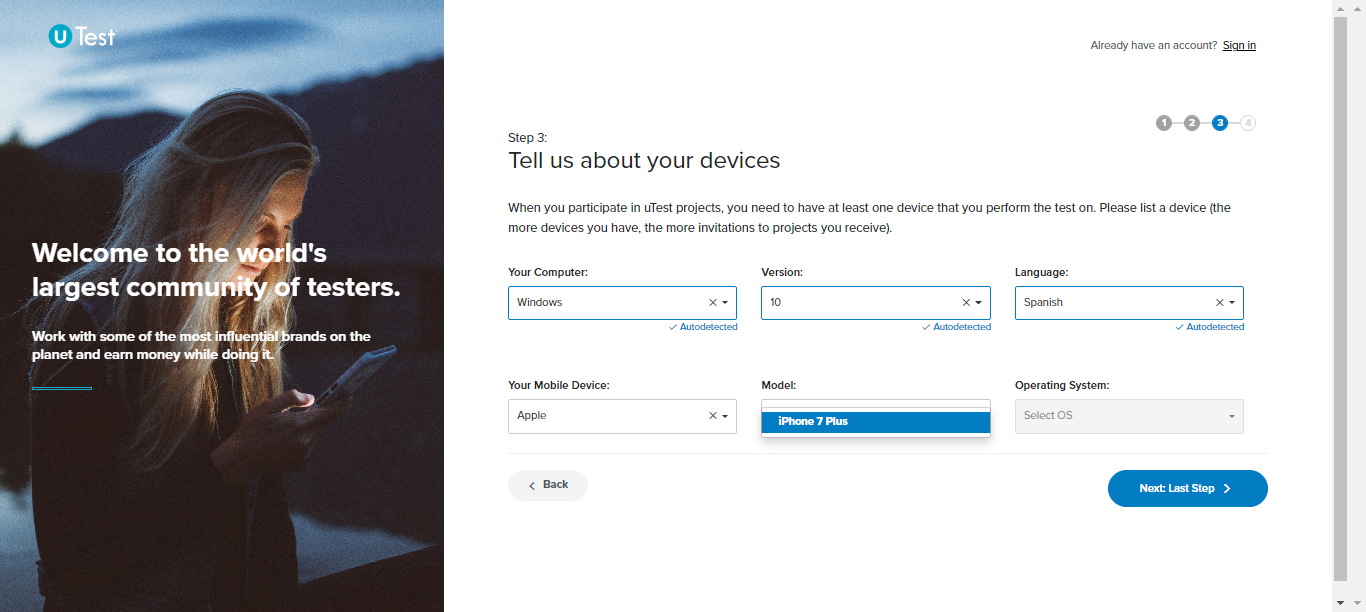 U Test
Already have an account? Sign in
1 2 3 4
Step 3:
Tell us about your devices
When you participate in uTest projects, you need to have at least one device that you perform the test on. Please list a device (the
more devices you have, the more invitations to projects you receive).
Welcome to the world's
largest community of testers.
Work with some of the most influential brands on the
planet and earn money while doing it.
Your Computer: Version: Language:
Windows 10 Spanish
Autodetected Autodetected Autodetected
Your Mobile Device: Model: Operating System:
Apple iPhone 7 Plus Select OS
Back Next: Last Step